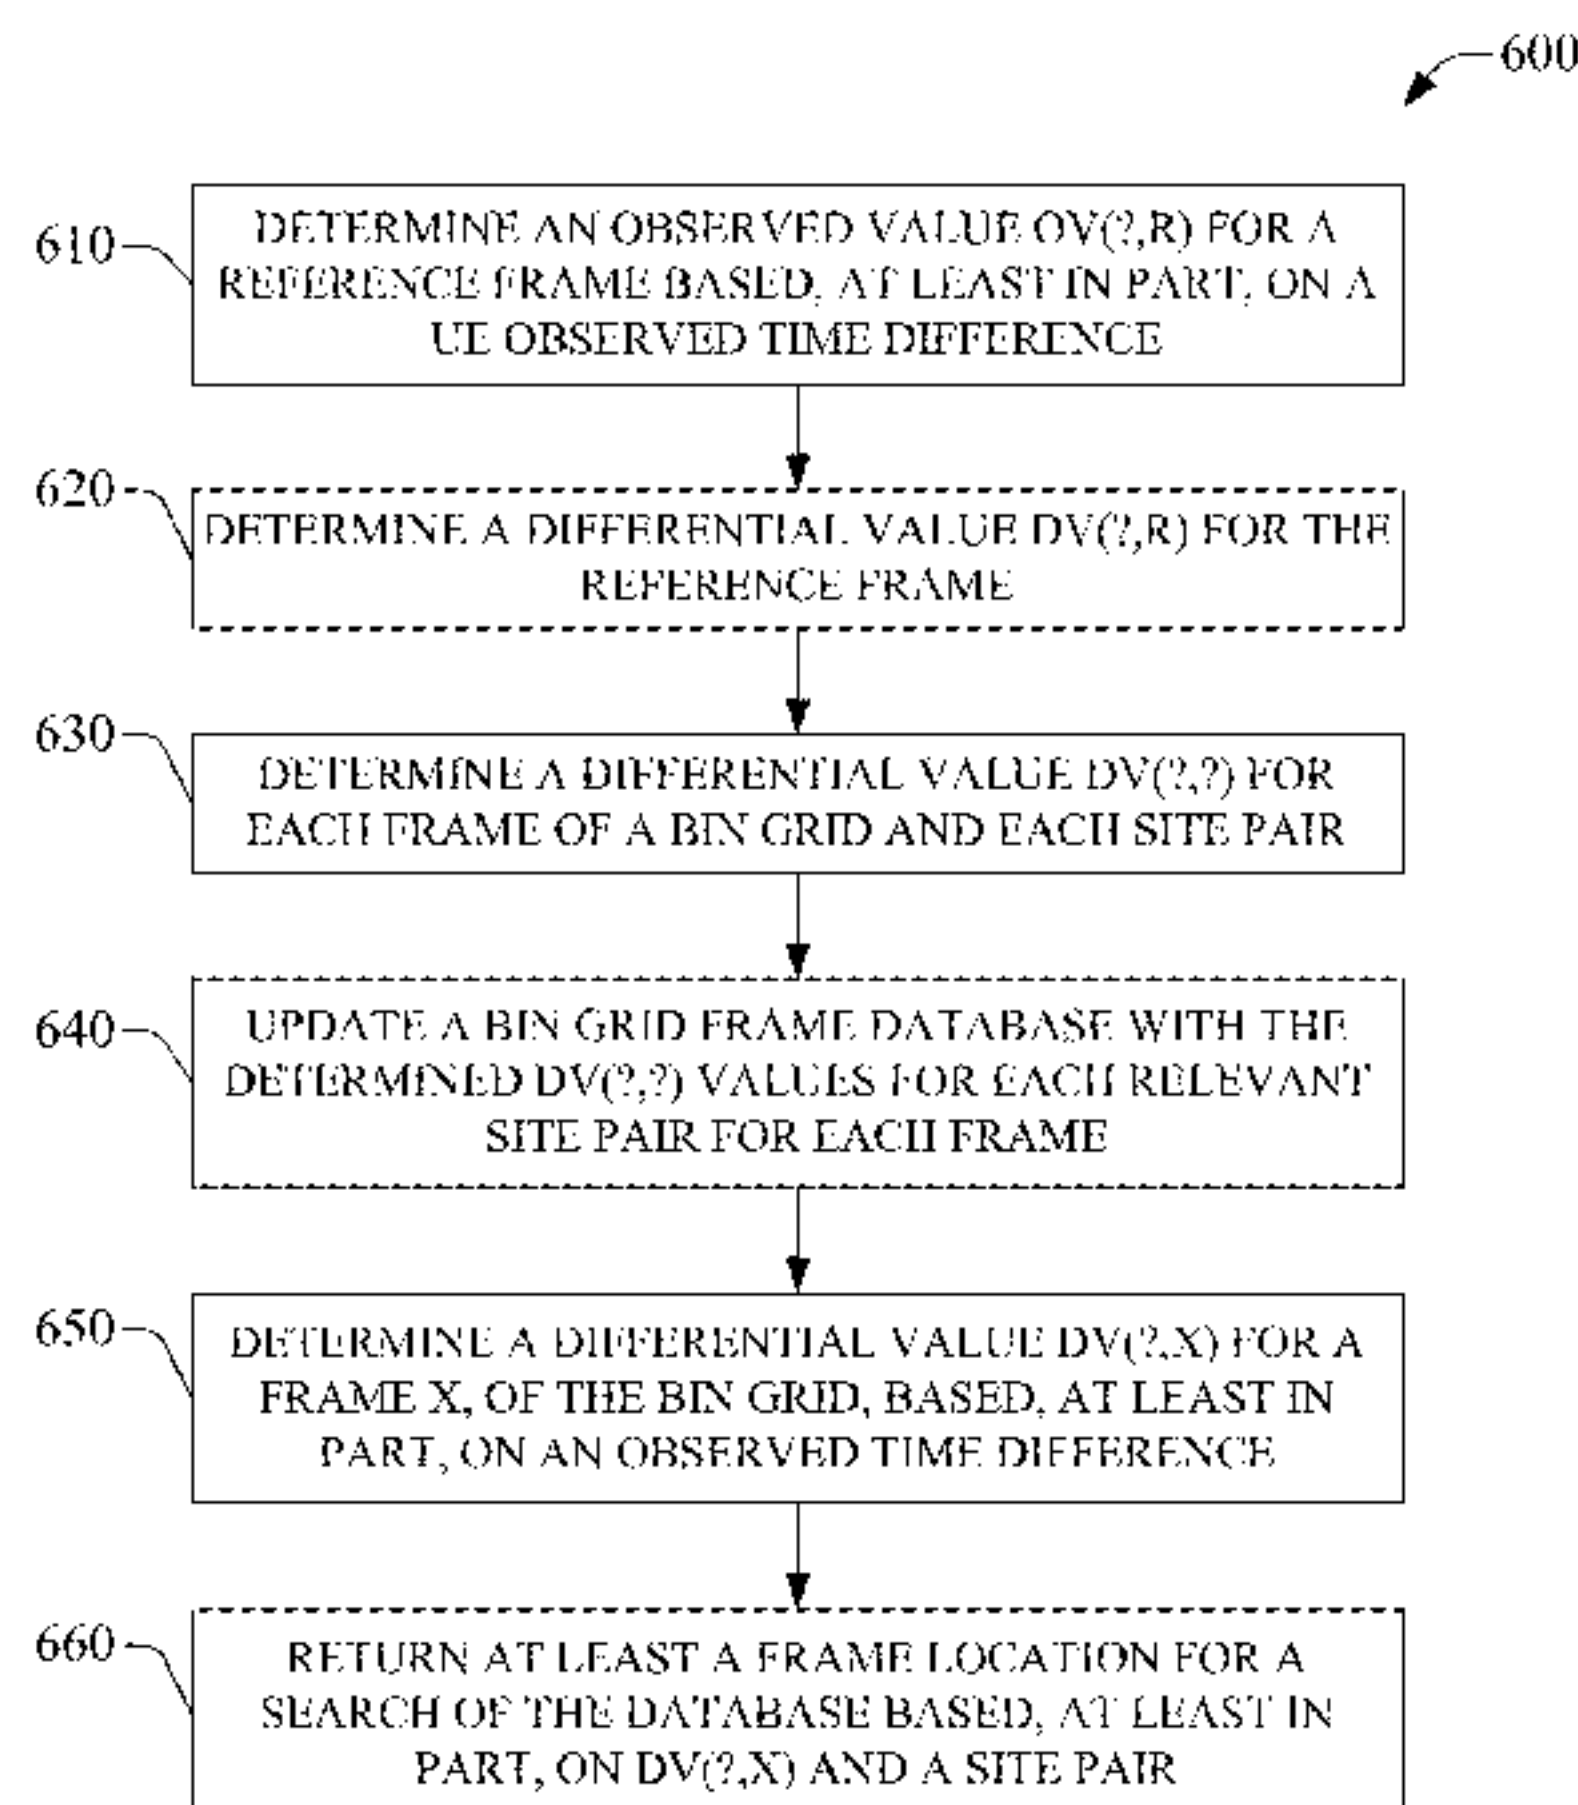 600
610
DETERMINE AN OBSERVED VALUE OV(?,R) FOR A
REFERENCE FRAME BASED, AT LEAST IN PART, ON A
UE OBSERVED TIME DIFFERENCE
620
DETERMINE A DIFFERENTIAL VALUE DV(?,R) FOR THE
REFERENCE FRAME
630
DETERMINE A DIFFERENTIAL VALUE DV(?,?) FOR
EACH FRAME OF A BIN GRID AND EACH SITE PAIR
640
UPDATE A BIN GRID FRAME DATABASE WITH THE
DETERMINED DV(?,?) VALUES FOR EACH RELEVANT
SITE PAIR FOR EACH FRAME
650
DETERMINE A DIFFERENTIAL VALUE DV(?,X) FOR A
FRAME X, OF THE BIN GRID, BASED, AT LEAST IN
PART, ON AN OBSERVED TIME DIFFERENCE
660
RETURN AT LEAST A FRAME LOCATION FOR A
SEARCH OF THE DATABASE BASED, AT LEAST IN
PART, ON DV(?,X) AND A SITE PAIR